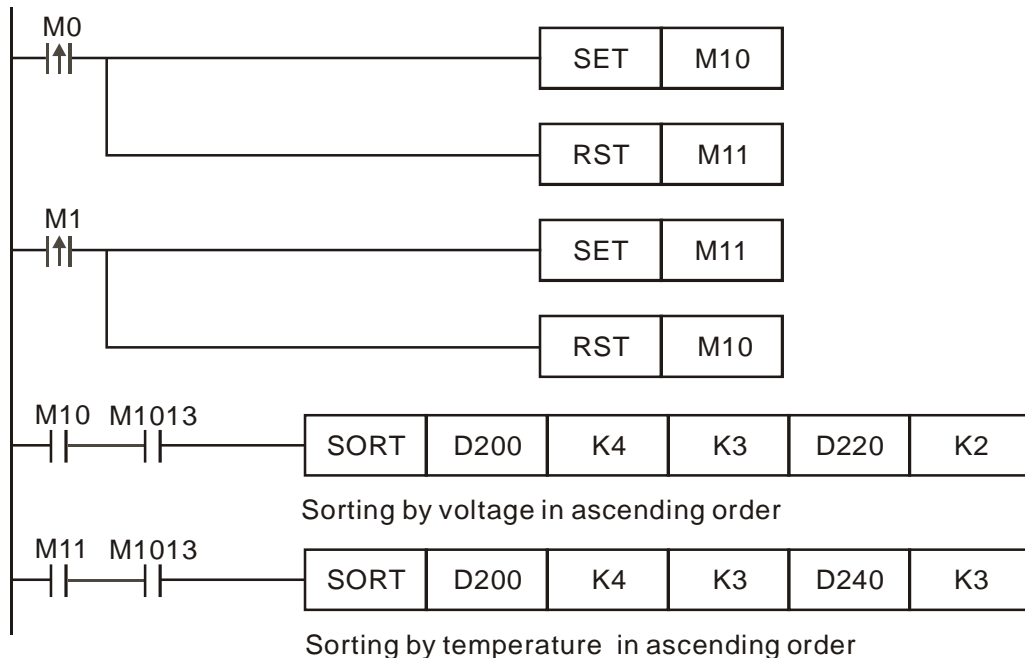 M0
SET M10
RST M11
M1
SET M11
RST M10
M10 M1013
SORT D200 K4 K3 D220 K2
Sorting by voltage in ascending order
M11 M1013
SORT D200 K4 K3 D240 K3
Sorting by temperature in ascending order